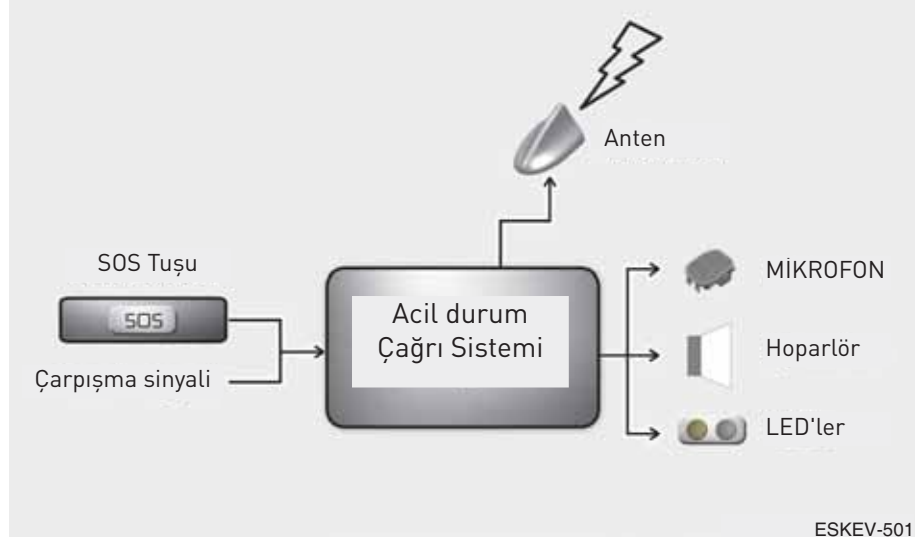 Anten
SOS Tuşu
SOS
Çarpışma sinyali
Acil durum
Çağrı Sistemi
MİKROFON
Hoparlör
LED'ler
ESKEV-501